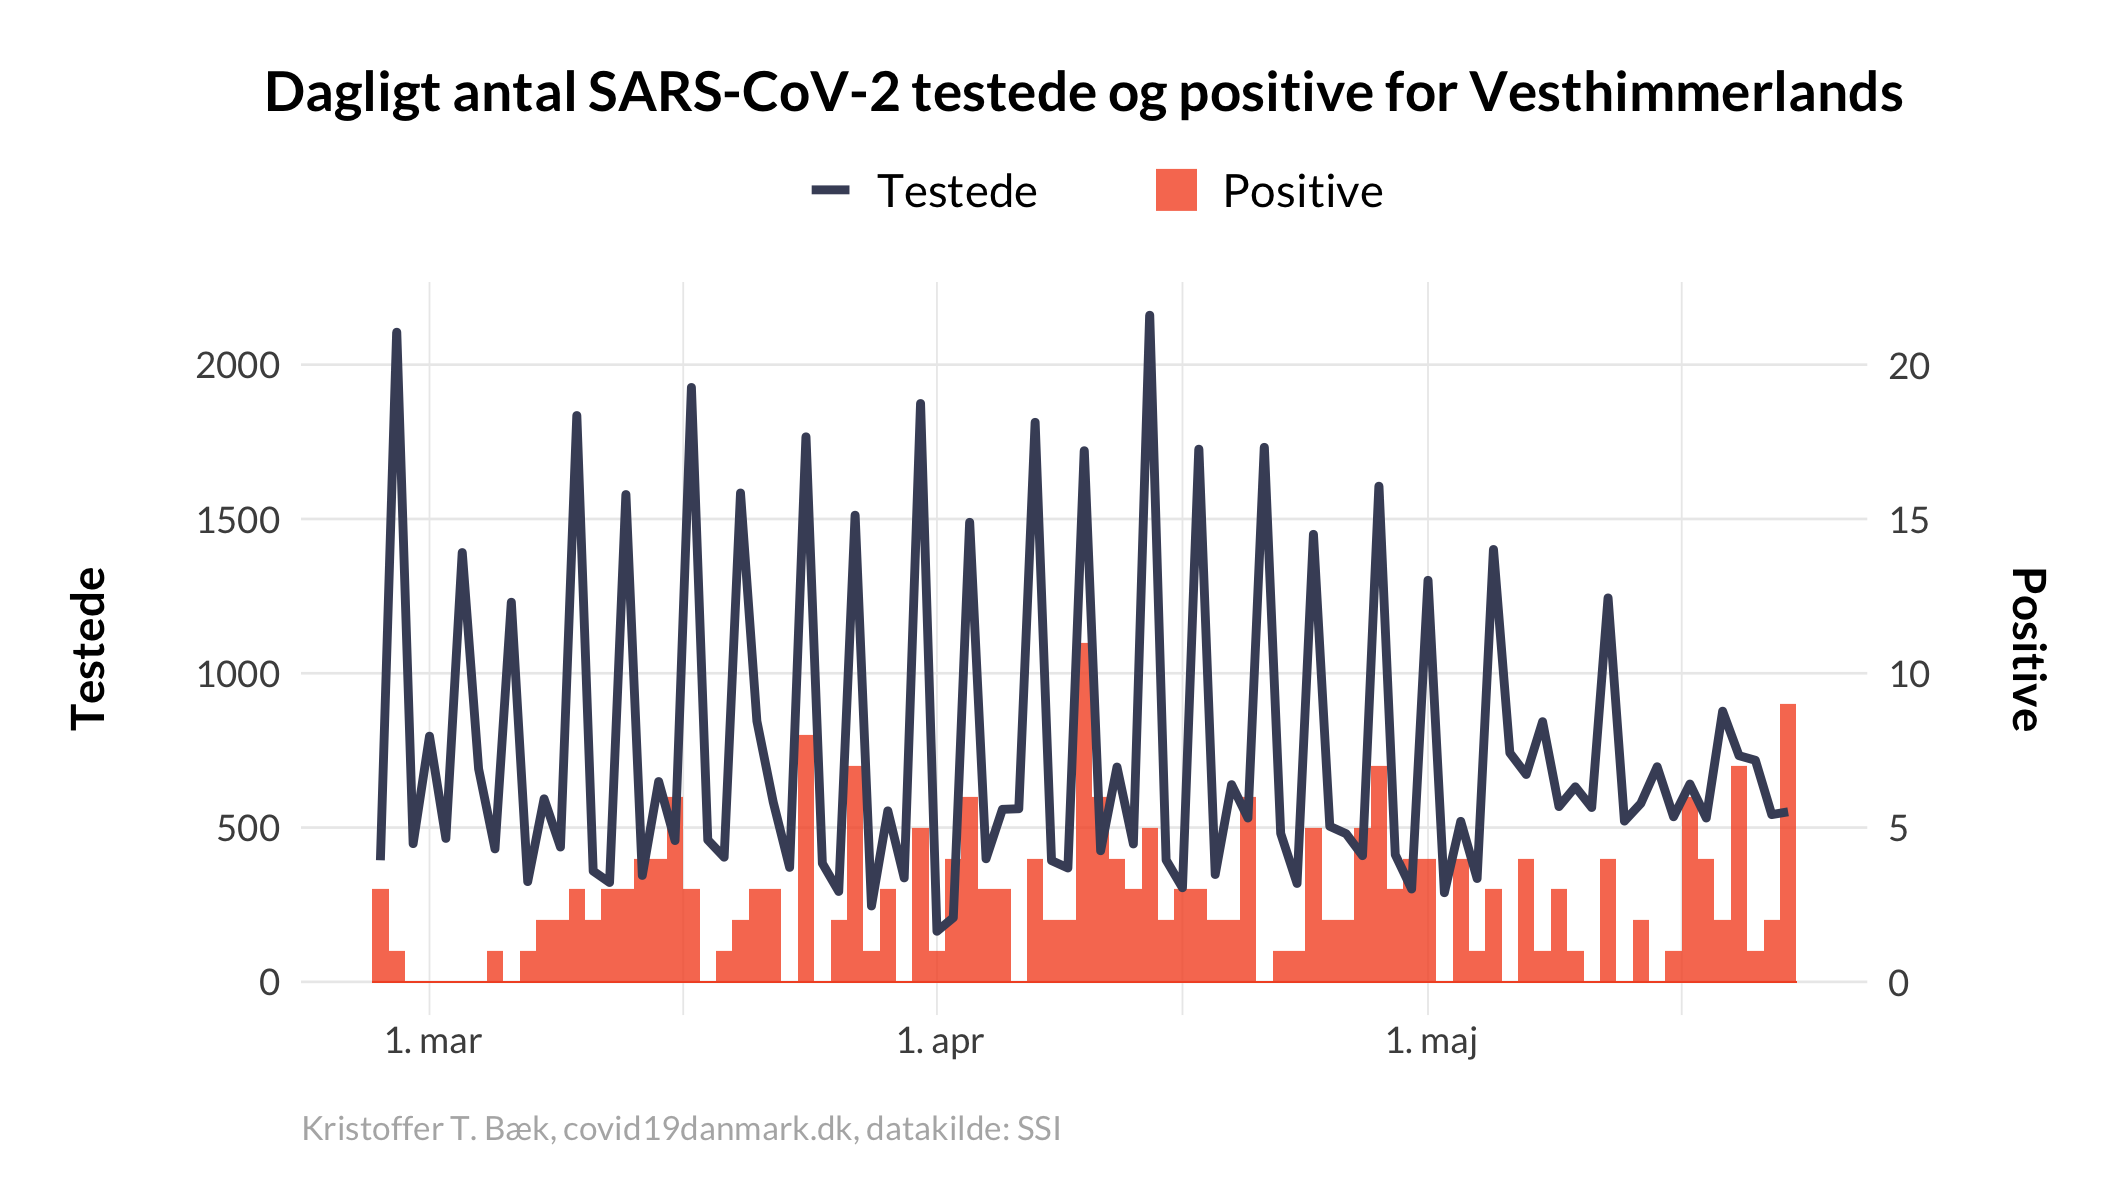 Dagligt antal SARS-CoV-2 testede og positive for Vesthimmerlands
Testede
Positive
2000
1500
1000
500
0
20
15
10
5
0
Testede
Positive
1. mar
1. apr
1. maj
Kristoffer T. Bæk, covid19danmark.dk, datakilde: SSI